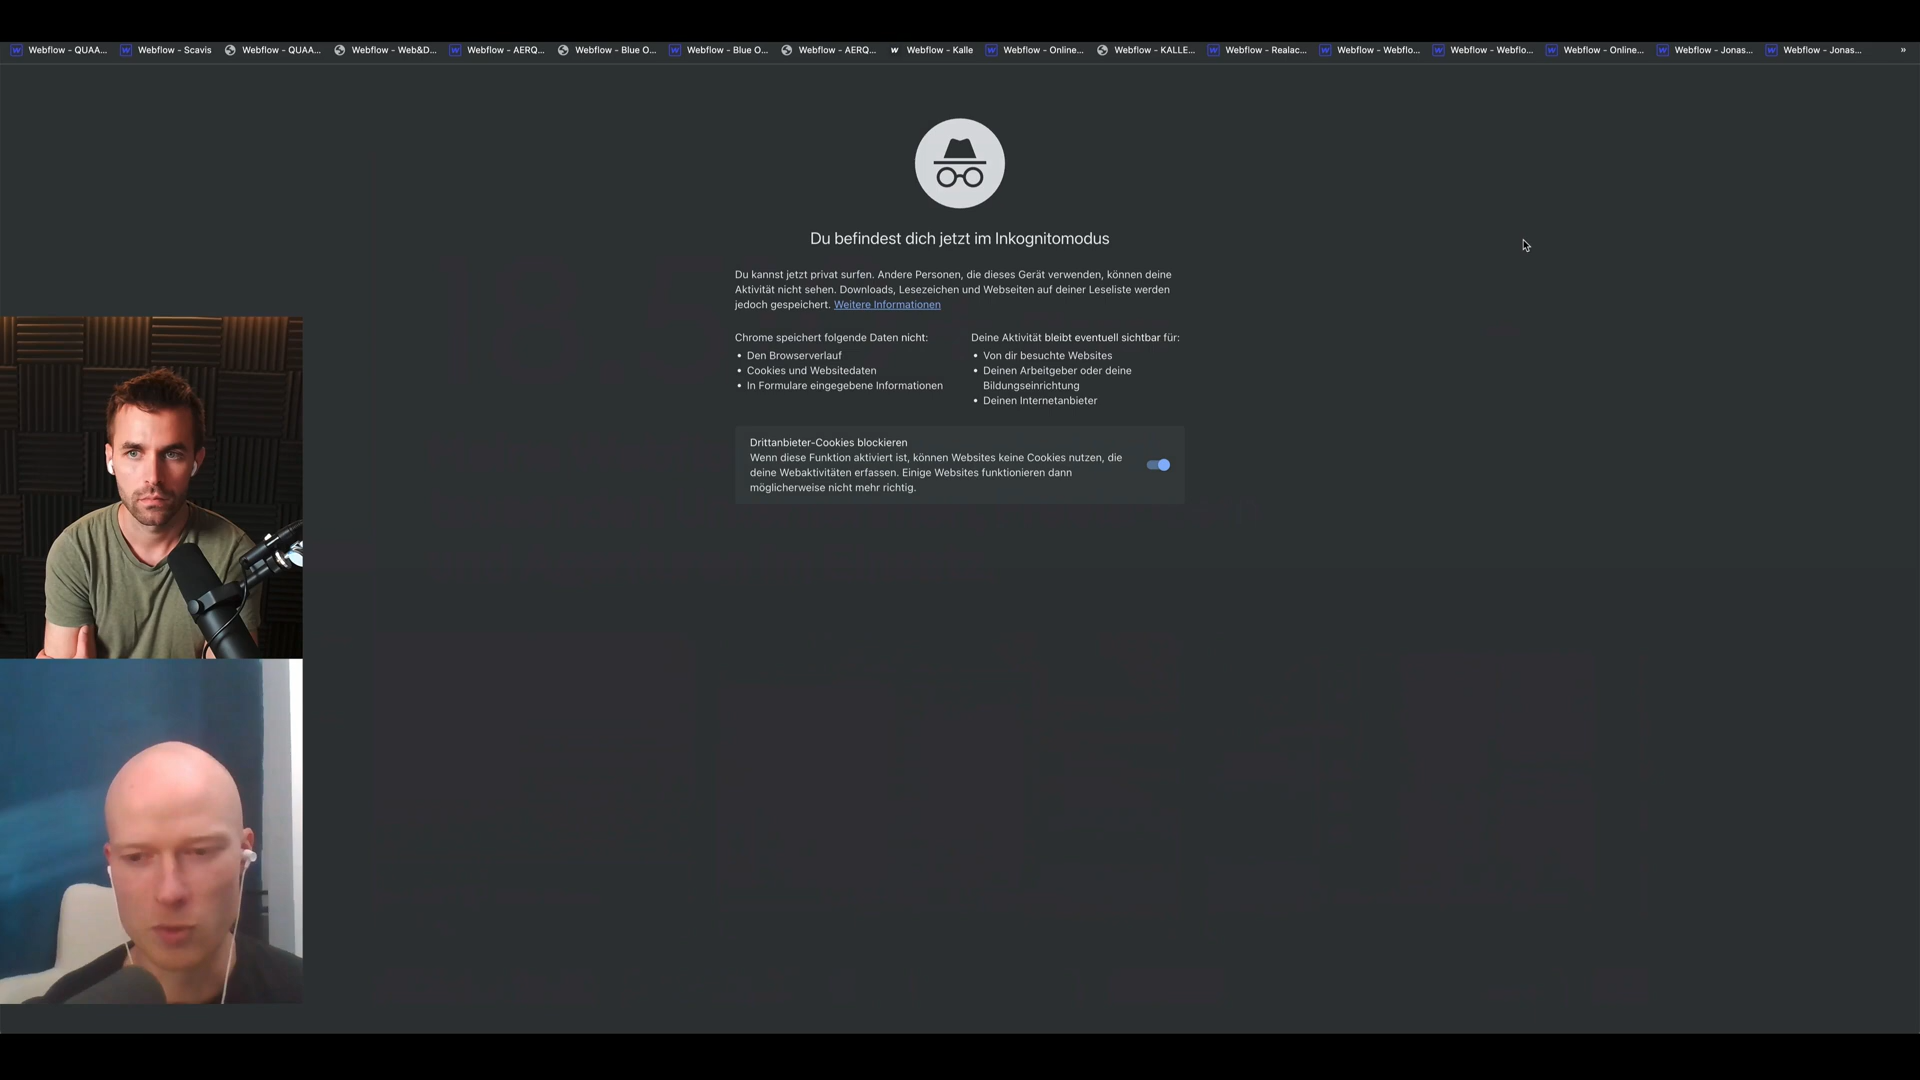 Webflow - QUAA... Webflow - Scavis Webflow - QUAA... Webflow - Web&D... Webflow - AERQ... Webflow - Blue O... Webflow - Blue O... Webflow - AERQ... Webflow - Kalle Webflow - Online... Webflow - KALLE... Webflow - Realac... Webflow - Webflo... Webflow - Webflo... Webflow - Online... Webflow - Jonas... Webflow - Jonas... »
Du befindest dich jetzt im Inkognitomodus
Du kannst jetzt privat surfen. Andere Personen, die dieses Gerät verwenden, können deine
Aktivität nicht sehen. Downloads, Lesezeichen und Webseiten auf deiner Leseliste werden
jedoch gespeichert. Weitere Informationen
Chrome speichert folgende Daten nicht:
• Den Browserverlauf
• Cookies und Websitedaten
• In Formulare eingegebene Informationen
Deine Aktivität bleibt eventuell sichtbar für:
• Von dir besuchte Websites
• Deinen Arbeitgeber oder deine
Bildungseinrichtung
• Deinen Internetanbieter
Drittanbieter-Cookies blockieren
Wenn diese Funktion aktiviert ist, können Websites keine Cookies nutzen, die
deine Webaktivitäten erfassen. Einige Websites funktionieren dann
möglicherweise nicht mehr richtig.